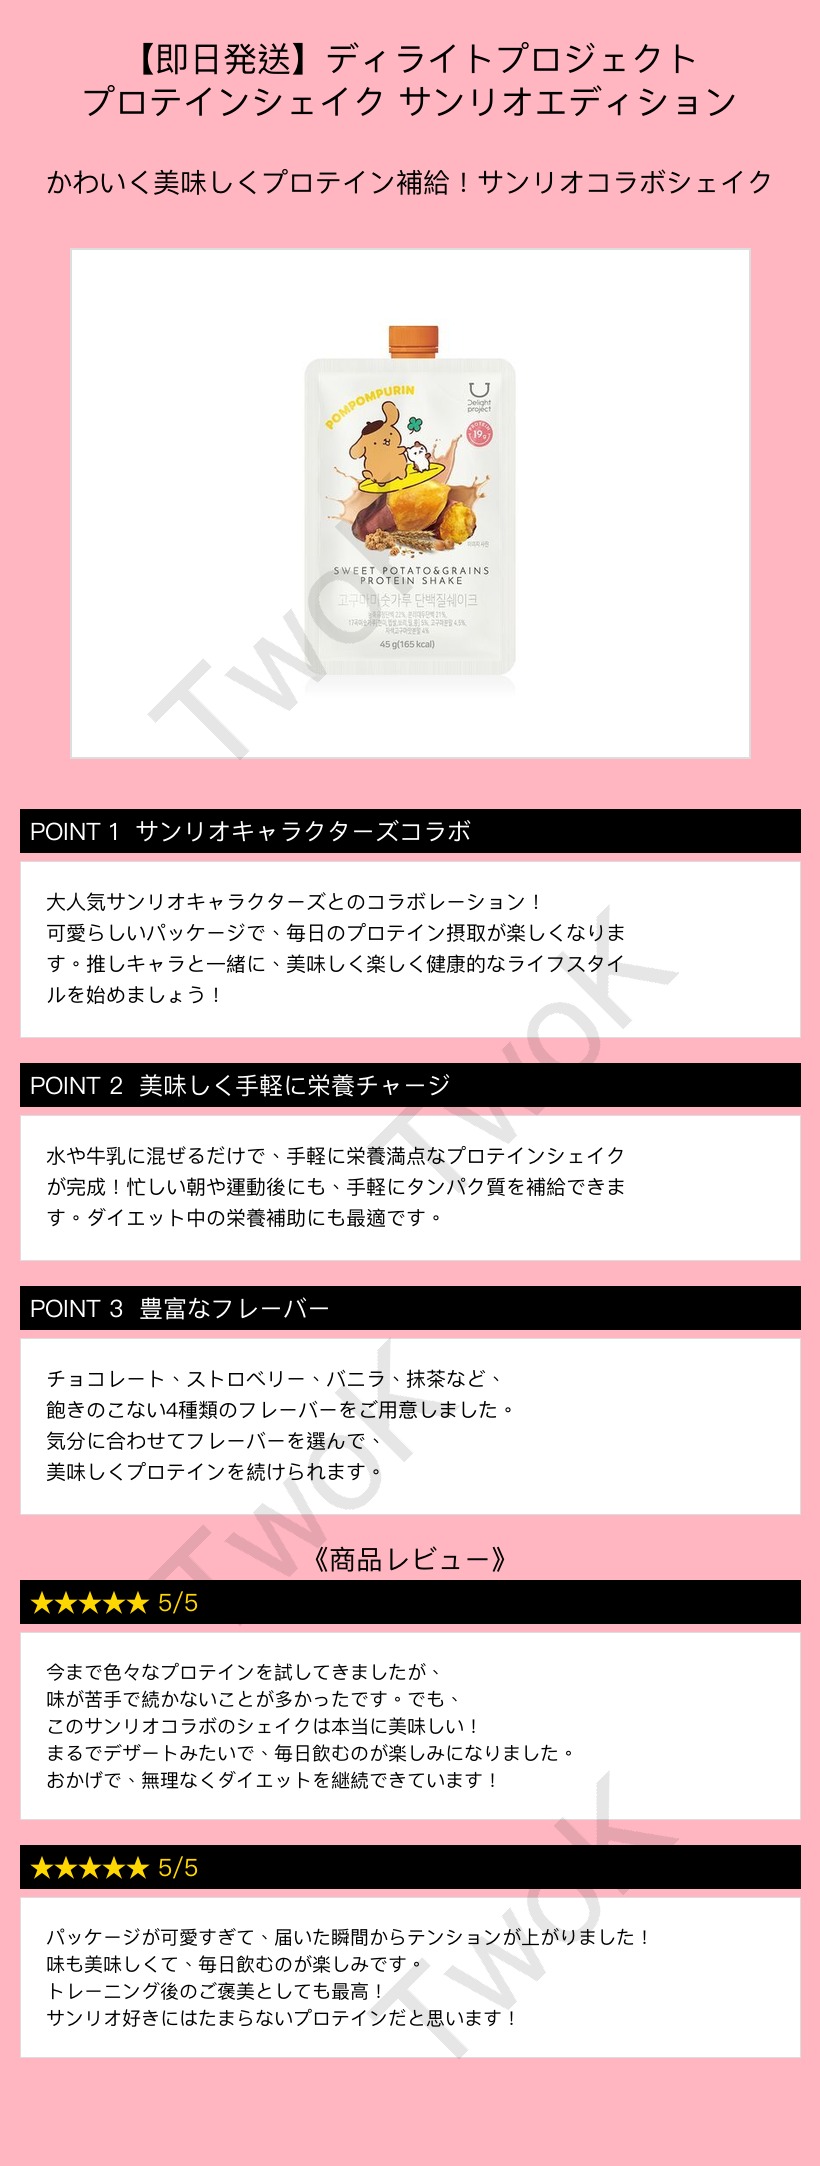 【即日発送】ディライトプロジェクト
プロテインシェイク サンリオエディション
かわいく美味しくプロテイン補給！サンリオコラボシェイク
POMPOMPURIN
Delight
project
PROTEIN
19g
SWEET POTATO&GRAINS
PROTEIN SHAKE
고구마미숫가루 단백질쉐이크
45 g(165 kcal)
TwoK
POINT 1 サンリオキャラクターズコラボ
大人気サンリオキャラクターズとのコラボレーション！
可愛らしいパッケージで、毎日のプロテイン摂取が楽しくなりま
す。推しキャラと一緒に、美味しく楽しく健康的なライフスタイ
ルを始めましょう！
TwoK
POINT 2 美味しく手軽に栄養チャージ
水や牛乳に混ぜるだけで、手軽に栄養満点なプロテインシェイク
が完成！忙しい朝や運動後にも、手軽にタンパク質を補給できま
す。ダイエット中の栄養補助にも最適です。
POINT 3 豊富なフレーバー
チョコレート、ストロベリー、バニラ、抹茶など、
飽きのこない4種類のフレーバーをご用意しました。
気分に合わせてフレーバーを選んで、
美味しくプロテインを続けられます。
TwoK
《商品レビュー》
★★★★★ 5/5
今まで色々なプロテインを試してきましたが、
味が苦手で続かないことが多かったです。でも、
このサンリオコラボのシェイクは本当に美味しい！
まるでデザートみたいで、毎日飲むのが楽しみになりました。
おかげで、無理なくダイエットを継続できています！
★★★★★ 5/5
パッケージが可愛すぎて、届いた瞬間からテンションが上がりました！
味も美味しくて、毎日飲むのが楽しみです。
トレーニング後のご褒美としても最高！
サンリオ好きにはたまらないプロテインだと思います！
TwoK